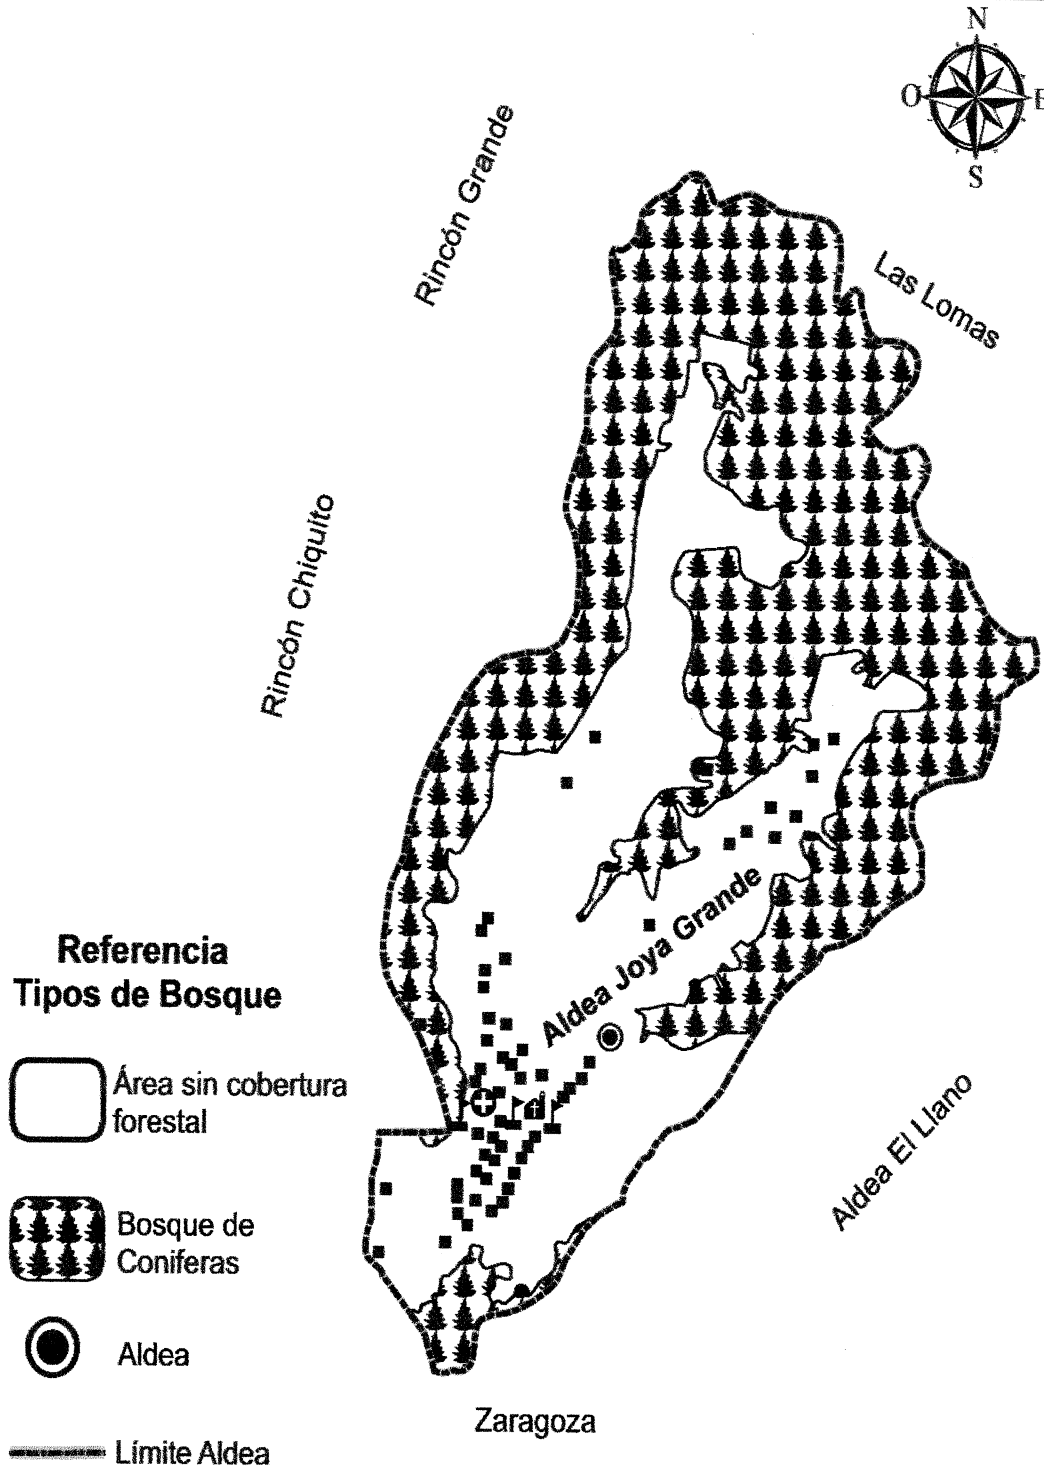 N
O
E
S
Rincón Grande
Las Lomas
Rincón Chiquito
Aldea Joya Grande
Aldea El Llano
Zaragoza
Referencia
Tipos de Bosque
Área sin cobertura
forestal
Bosque de
Coniferas
Aldea
Límite Aldea